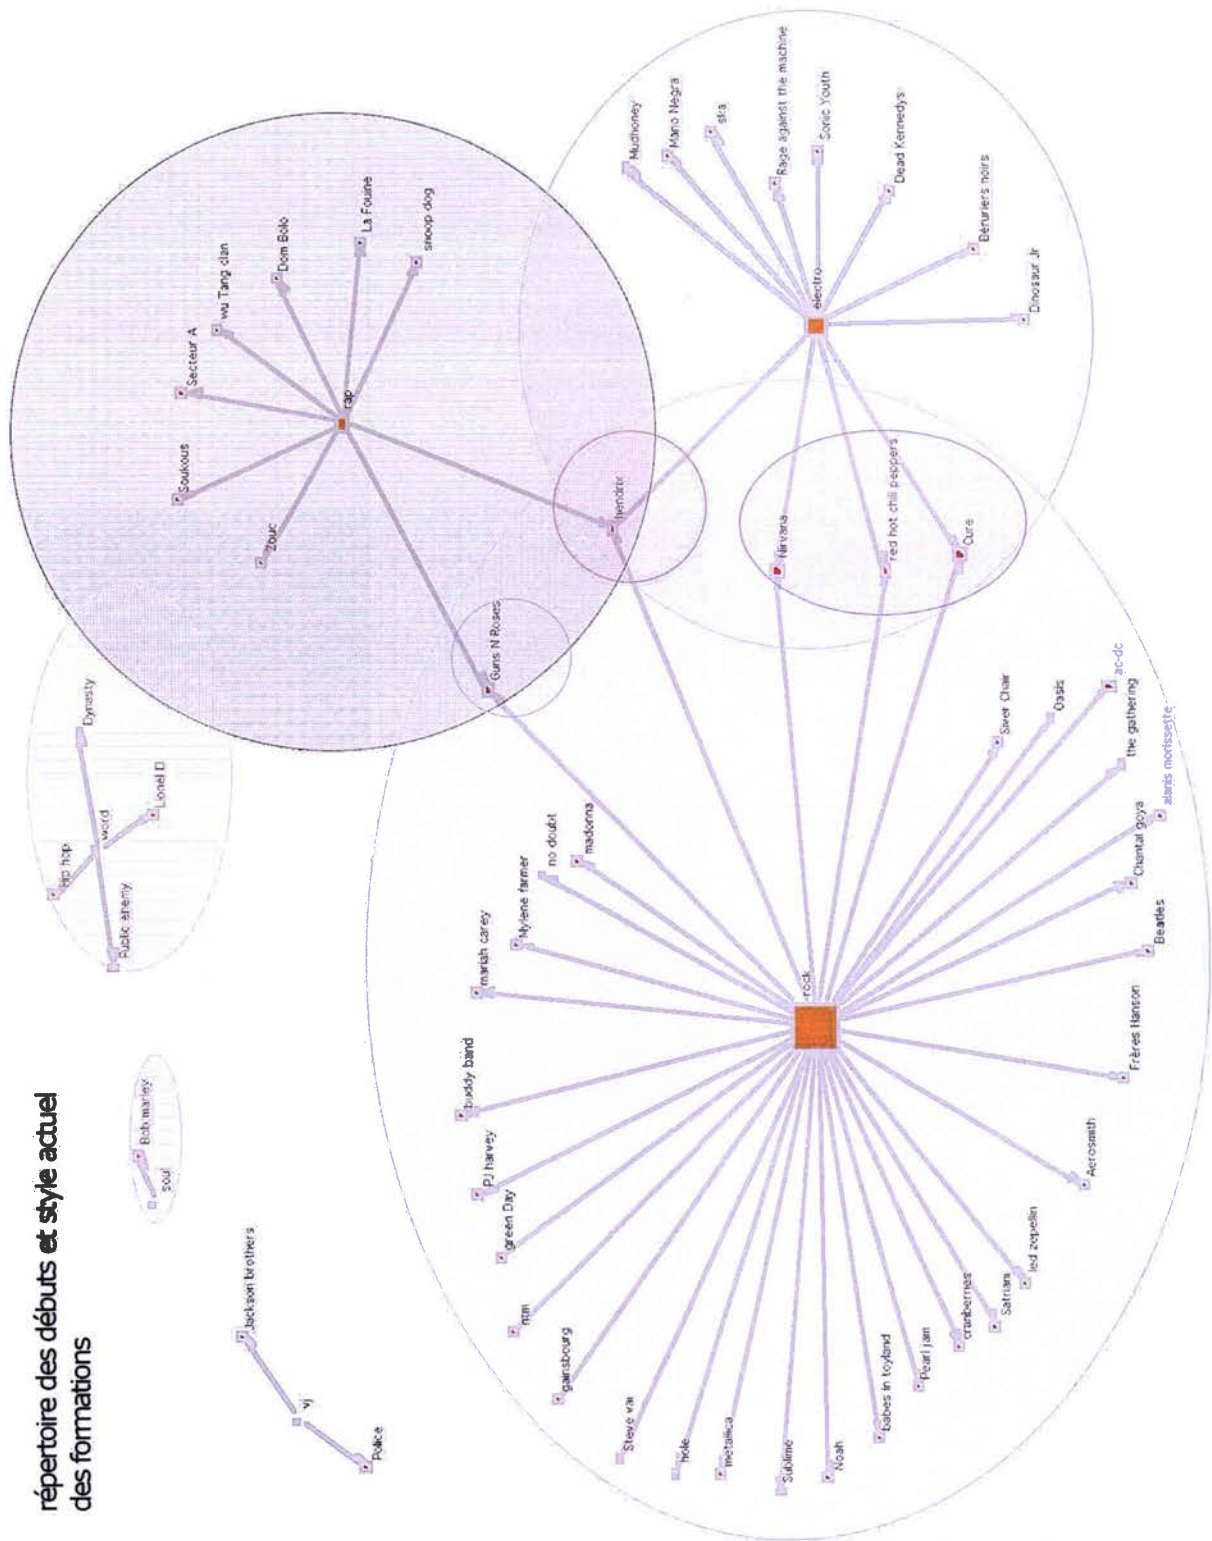 répertoire des débuts et style actuel
des formations
Hip hop
Dynasty
word
Public enemy
Bob marley
Lionel D
soul
Soukous
Secteur A
wu Tang clan
Jackson brothers
Zouc
Dom Bolo
vj
rap
La Fouine
Police
snoop dog
buddy band
mariah carey
PJ harvey
Guns N Roses
green Day
Mylene farmer
ntm
no doubt
gainsbourg
madonna
hendrix
Steve vai
Mudhoney
Mano Negra
hole
ska
metallica
Nirvana
Rage against the machine
Sublime
rock
electro
Sonic Youth
Noah
babes in toyland
red hot chili peppers
Dead Kennedys
Pearl jam
cranberries
Cure
Béruriers noirs
Siver Chair
Satriani
led zepellin
Dinosaur Jr
Oasis
Aerosmith
ac-dc
the gathering
Frères Hanson
Chantal goya
Beatles
alanis morissette